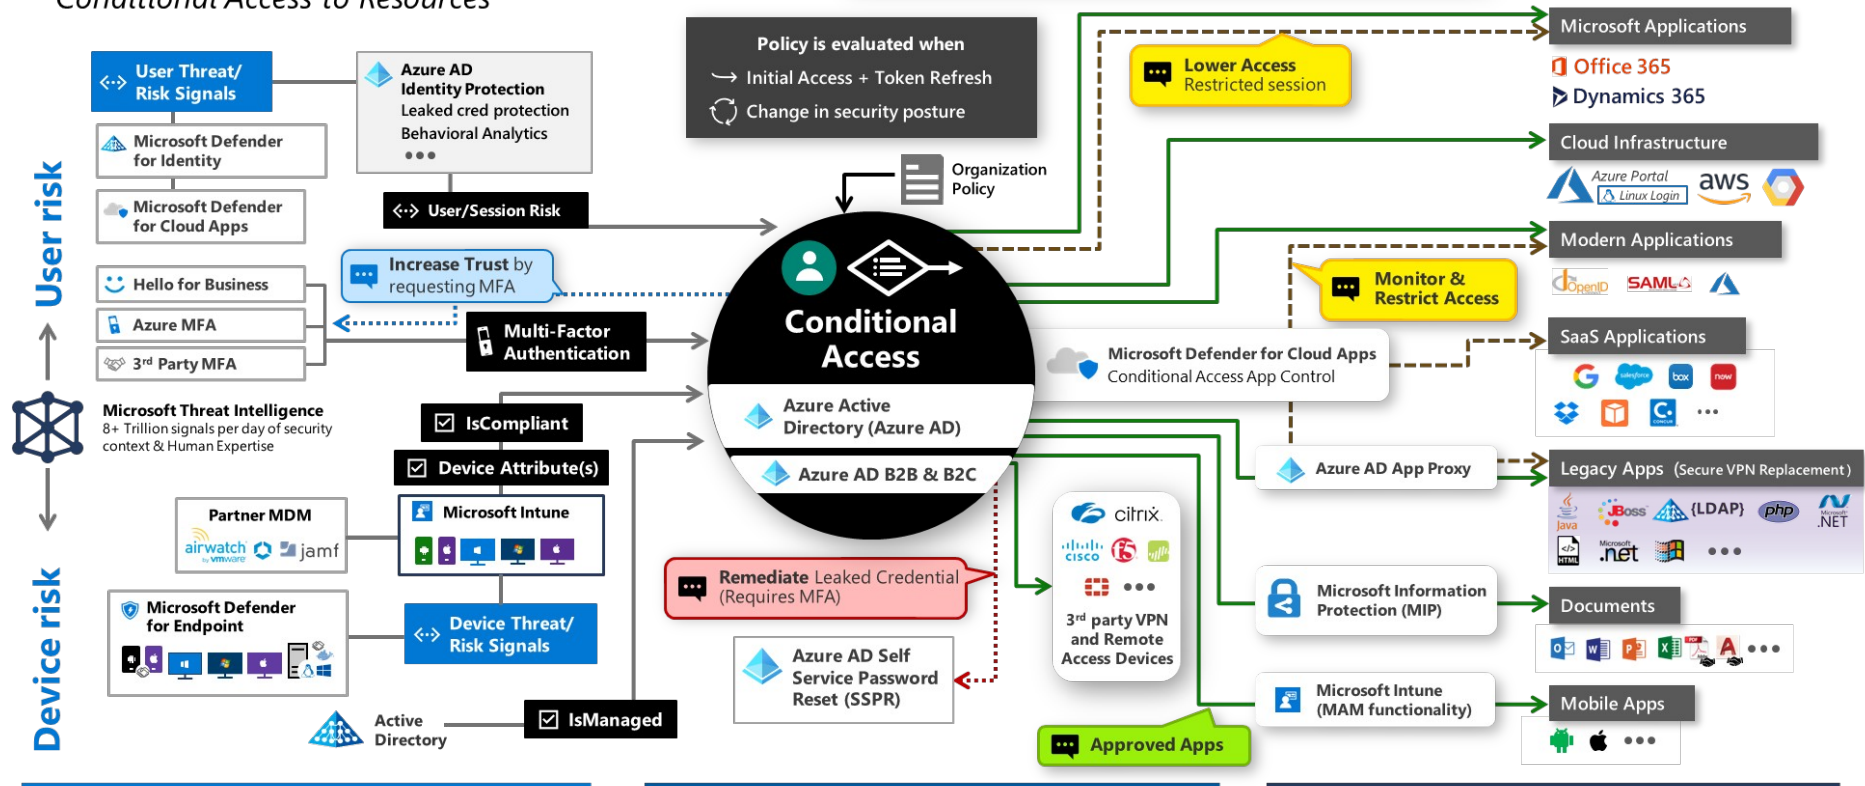 Conditional Access to Resources
User Threat/
Risk Signals
Azure AD
Identity Protection
Leaked cred protection
Behavioral Analytics
Microsoft Defender
for Identity
Microsoft Defender
for Cloud Apps
User/Session Risk
User risk
Hello for Business
Azure MFA
3rd Party MFA
Increase Trust by
requesting MFA
Multi-Factor
Authentication
Microsoft Threat Intelligence
8+ Trillion signals per day of security
context & Human Expertise
IsCompliant
Device Attribute(s)
Partner MDM
airwatch
by vmware
jamf
Microsoft Intune
Device risk
Microsoft Defender
for Endpoint
Device Threat/
Risk Signals
Active
Directory
IsManaged
Policy is evaluated when
Initial Access + Token Refresh
Change in security posture
Organization
Policy
Conditional
Access
Azure Active
Directory (Azure AD)
Azure AD B2B & B2C
Remediate Leaked Credential
(Requires MFA)
Azure AD Self
Service Password
Reset (SSPR)
Lower Access
Restricted session
Monitor &
Restrict Access
Microsoft Defender for Cloud Apps
Conditional Access App Control
Azure AD App Proxy
citrix
cisco
f5
3rd party VPN
and Remote
Access Devices
Approved Apps
Microsoft Information
Protection (MIP)
Microsoft Intune
(MAM functionality)
Microsoft Applications
Office 365
Dynamics 365
Cloud Infrastructure
Azure Portal
Linux Login
aws
Modern Applications
OpenID
SAML
SaaS Applications
G
salesforce
box
now
C.
CONCUR
Legacy Apps (Secure VPN Replacement)
Java
JBoss
{LDAP}
php
Microsoft
.NET
HTML
Microsoft
.net
Documents
Mobile Apps